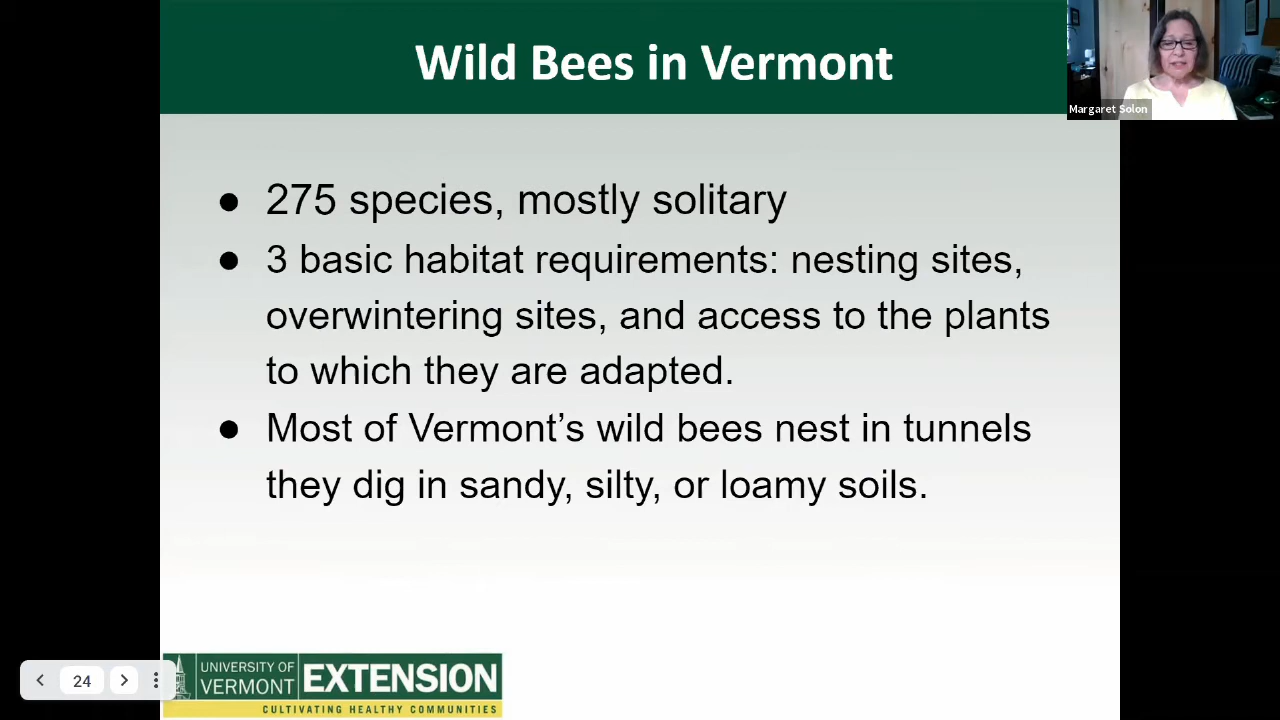 Wild Bees in Vermont
Margaret Solon
● 275 species, mostly solitary
● 3 basic habitat requirements: nesting sites,
overwintering sites, and access to the plants
to which they are adapted.
● Most of Vermont’s wild bees nest in tunnels
they dig in sandy, silty, or loamy soils.
24
UNIVERSITY OF
VERMONT
EXTENSION
CULTIVATING HEALTHY COMMUNITIES